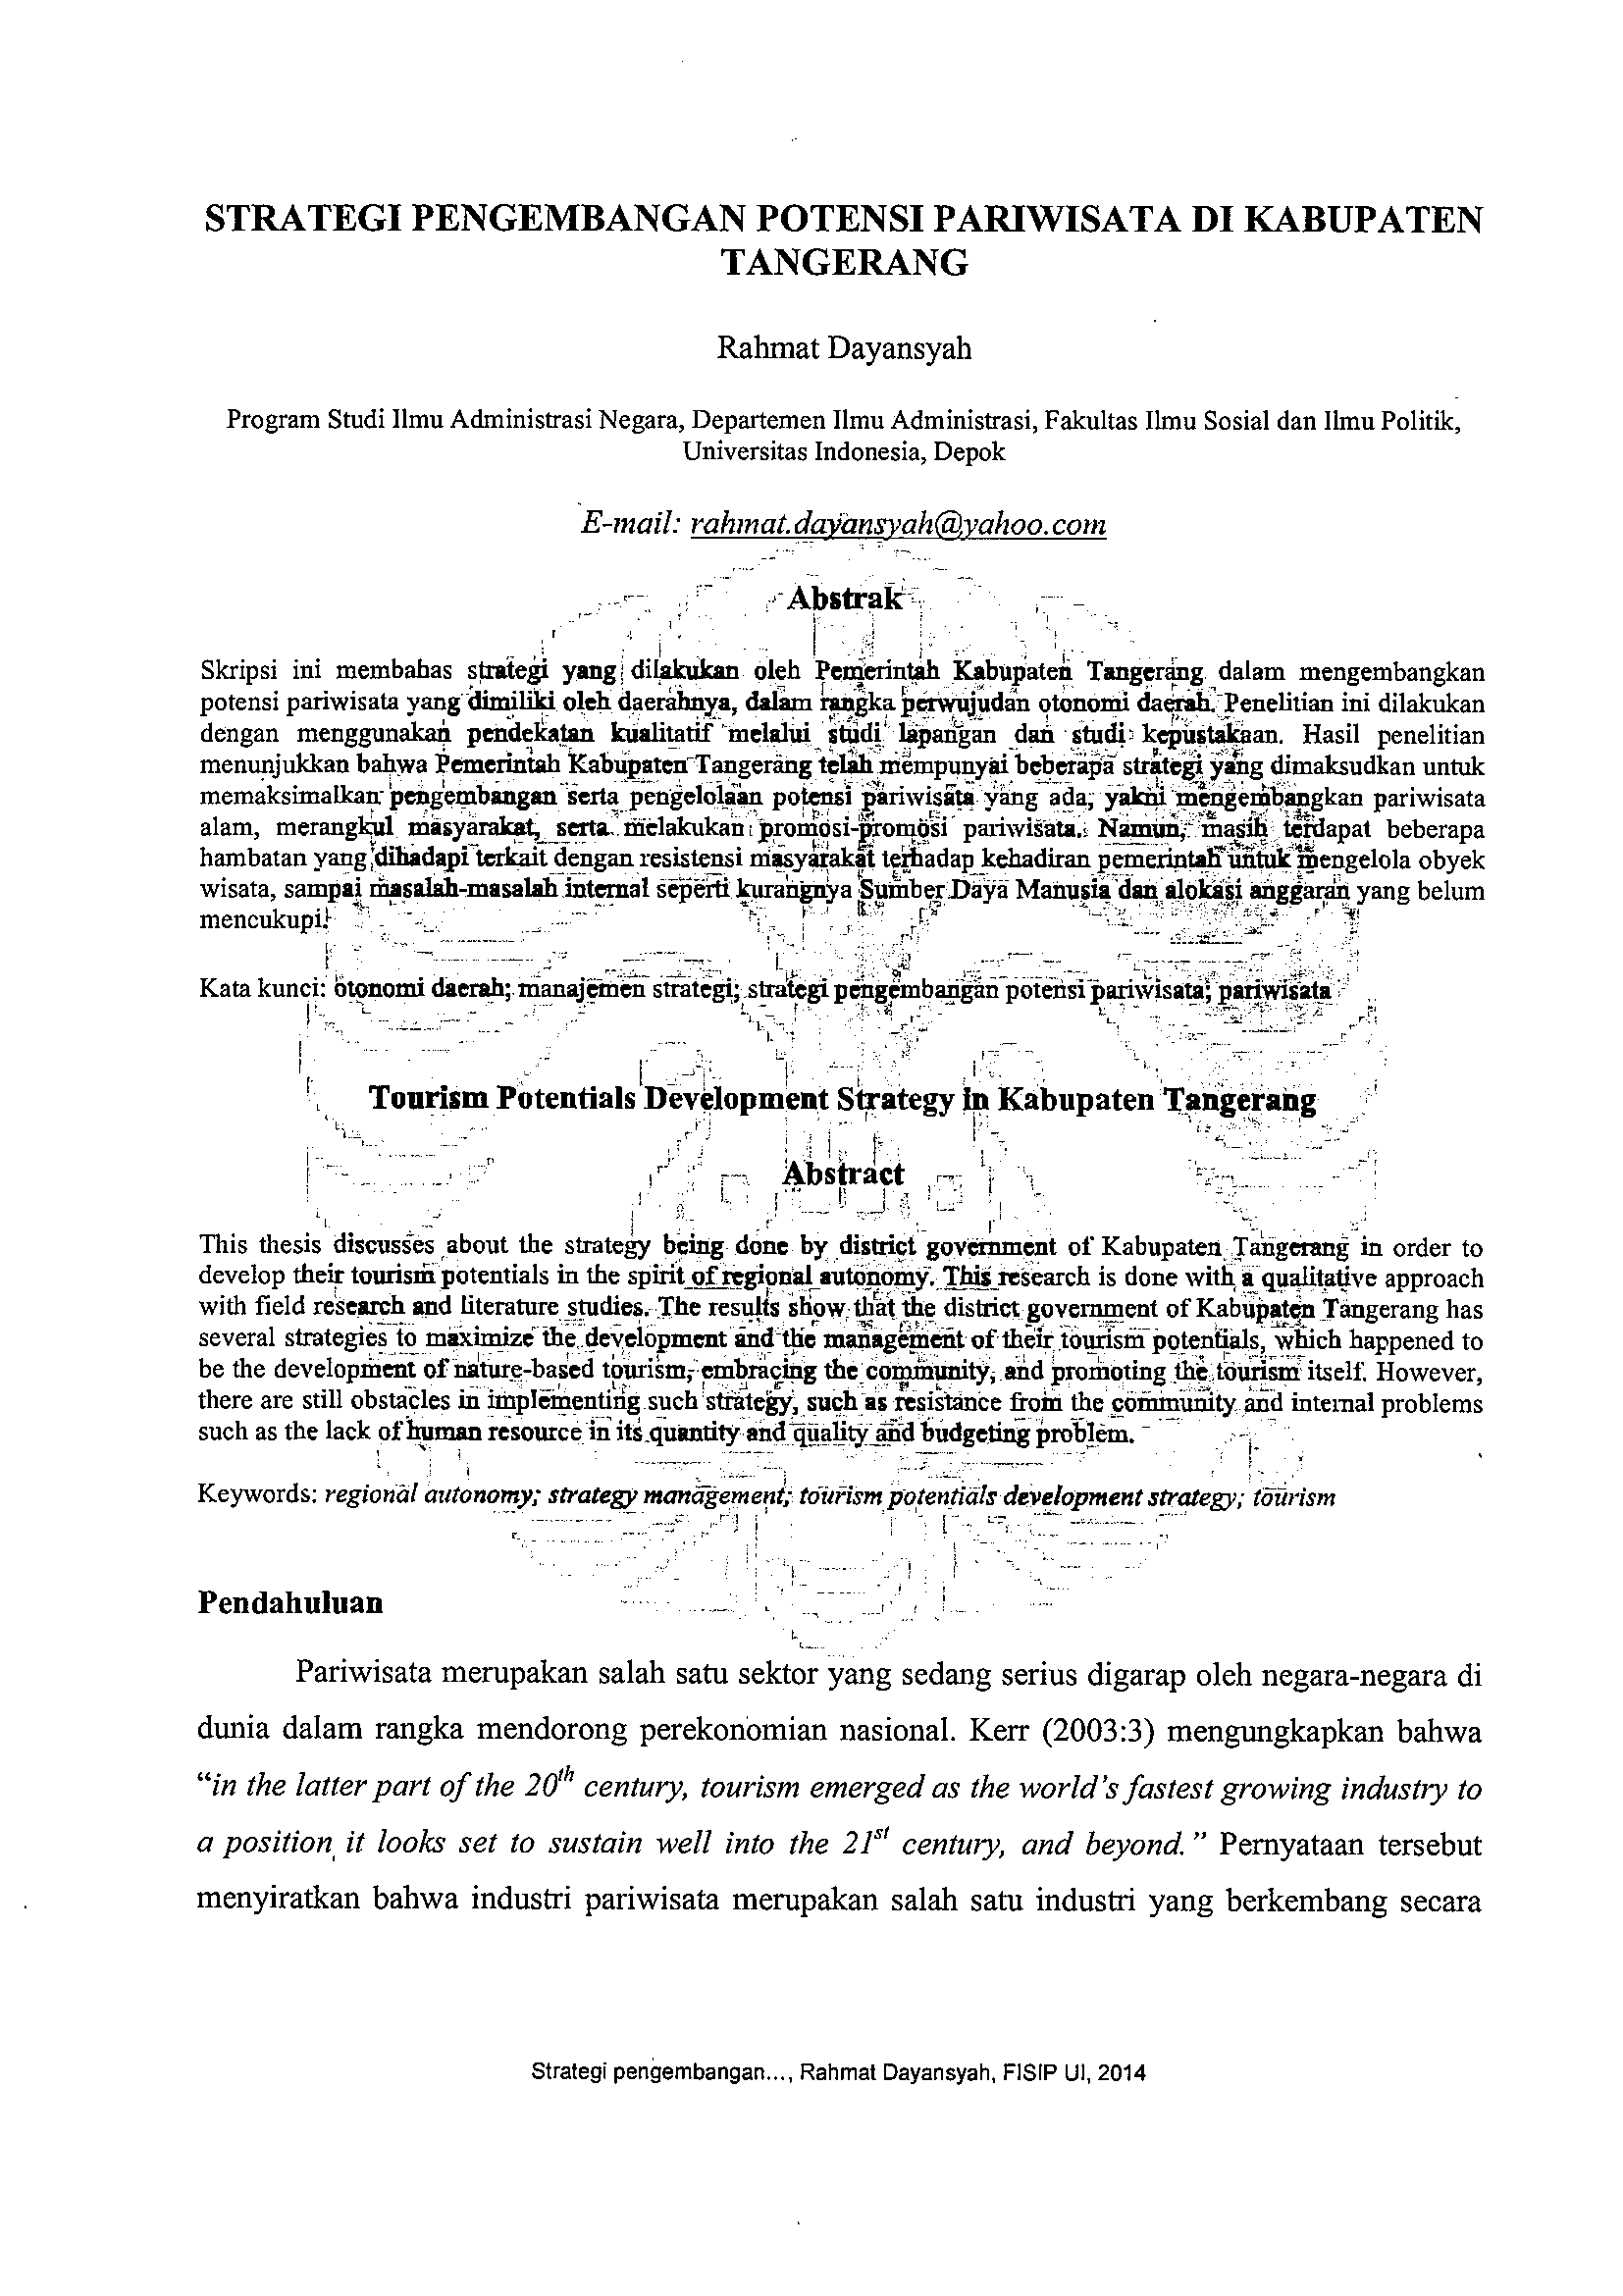 STRATEGI PENGEMBANGAN POTENSI PARIWISATA DI KABUPATEN
TANGERANG
Rahmat Dayansyah
Program Studi Ilmu Administrasi Negara, Departemen Ilmu Administrasi, Fakultas Ilmu Sosial dan Ilmu Politik,
Universitas Indonesia, Depok
E-mail: rahmat.dayansyah@yahoo.com
Abstrak
Skripsi ini membahas strategi yang dilakukan oleh Pemerintah Kabupaten Tangerang dalam mengembangkan
potensi pariwisata yang dimiliki oleh daerahnya, dalam rangka perwujudan otonomi daerah. Penelitian ini dilakukan
dengan menggunakan pendekatan kualitatif melalui studi lapangan dan studi kepustakaan. Hasil penelitian
menunjukkan bahwa Pemerintah Kabupaten Tangerang telah mempunyai beberapa strategi yang dimaksudkan untuk
memaksimalkan pengembangan serta pengelolaan potensi pariwisata yang ada, yakni mengembangkan pariwisata
alam, merangkul masyarakat, serta melakukan promosi-promosi pariwisata. Namun, masih terdapat beberapa
hambatan yang dihadapi terkait dengan resistensi masyarakat terhadap kehadiran pemerintah untuk mengelola obyek
wisata, sampai masalah-masalah internal seperti kurangnya Sumber Daya Manusia dan alokasi anggaran yang belum
mencukupi.
Kata kunci: otonomi daerah; manajemen strategi; strategi pengembangan potensi pariwisata; pariwisata
Tourism Potentials Development Strategy in Kabupaten Tangerang
Abstract
This thesis discusses about the strategy being done by district government of Kabupaten Tangerang in order to
develop their tourism potentials in the spirit of regional autonomy. This research is done with a qualitative approach
with field research and literature studies. The results show that the district government of Kabupaten Tangerang has
several strategies to maximize the development and the management of their tourism potentials, which happened to
be the development of nature-based tourism, embracing the community, and promoting the tourism itself. However,
there are still obstacles in implementing such strategy, such as resistance from the community and internal problems
such as the lack of human resource in its quantity and quality and budgeting problem.
Keywords: regional autonomy; strategy management; tourism potentials development strategy; tourism
Pendahuluan
Pariwisata merupakan salah satu sektor yang sedang serius digarap oleh negara-negara di
dunia dalam rangka mendorong perekonomian nasional. Kerr (2003:3) mengungkapkan bahwa
“in the latter part of the 20th century, tourism emerged as the world’s fastest growing industry to
a position it looks set to sustain well into the 21st century, and beyond.” Pernyataan tersebut
menyiratkan bahwa industri pariwisata merupakan salah satu industri yang berkembang secara
Strategi pengembangan..., Rahmat Dayansyah, FISIP UI, 2014